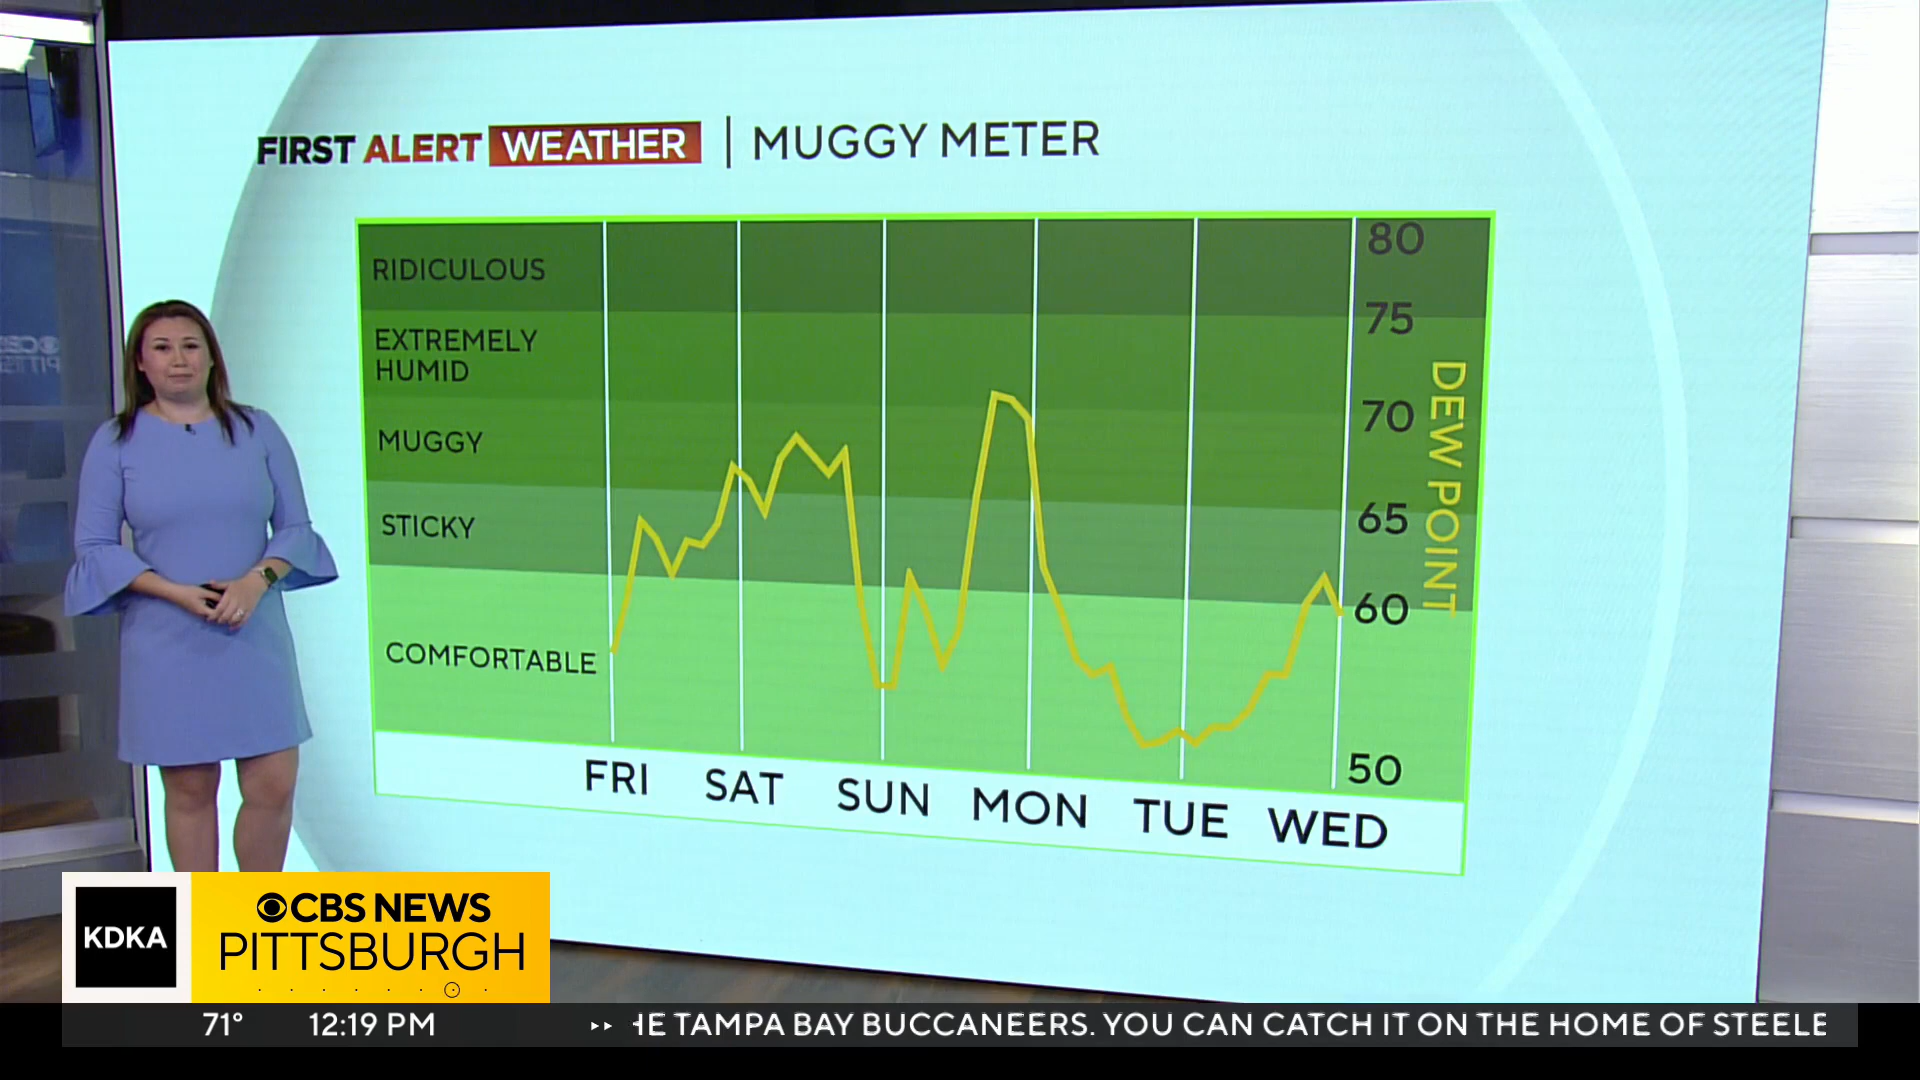 FIRST ALERT WEATHER | MUGGY METER
RIDICULOUS
EXTREMELY
HUMID
MUGGY
STICKY
COMFORTABLE
80
75
70
65
60
50
DEW POINT
FRI SAT SUN MON TUE WED
KDKA
CBS NEWS
PITTSBURGH
71° 12:19 PM TAMPA BAY BUCCANEERS. YOU CAN CATCH IT ON THE HOME OF STEELE